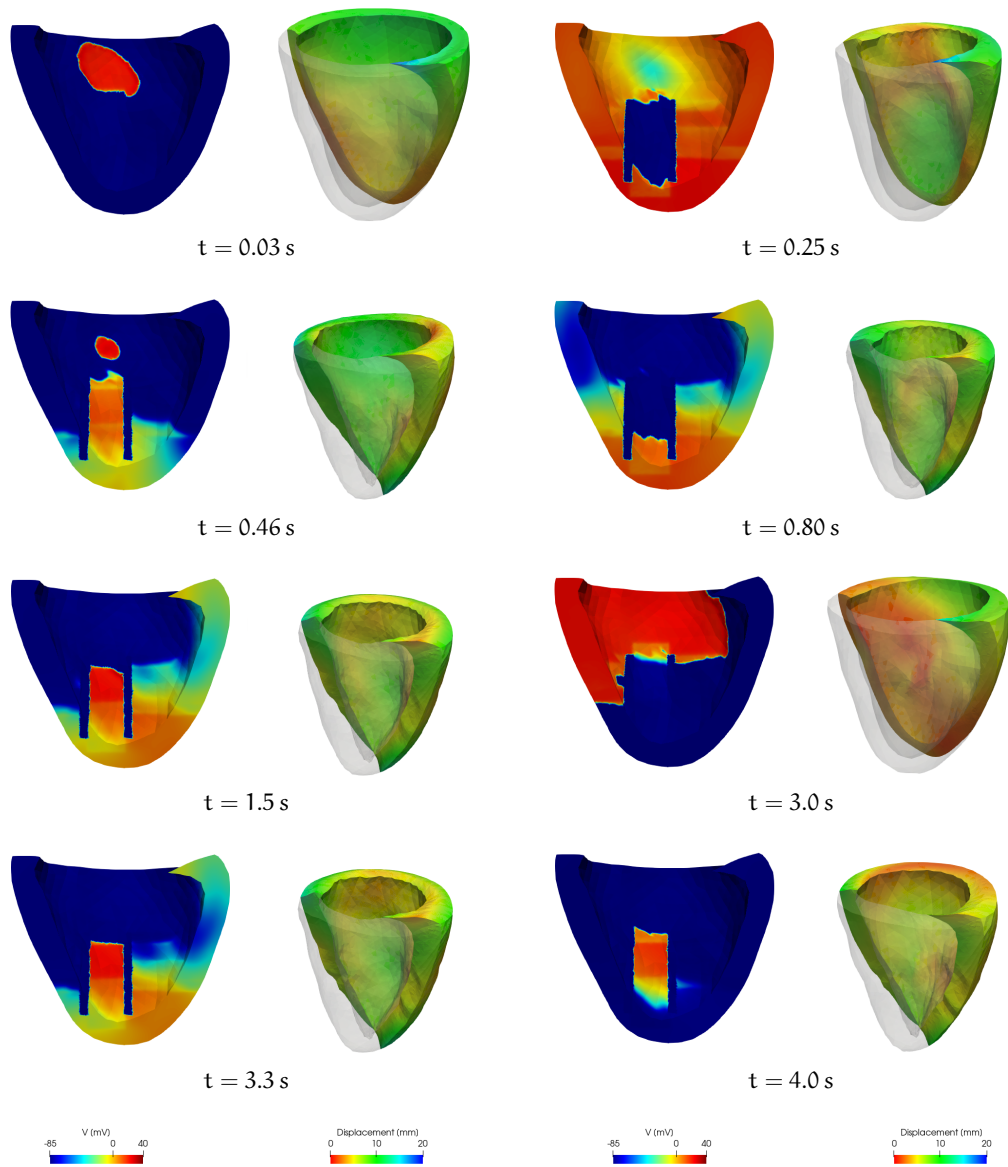 t = 0.03 s
t = 0.25 s
t = 0.46 s
t = 0.80 s
t = 1.5 s
t = 3.0 s
t = 3.3 s
t = 4.0 s
V (mV)
-85 0 40
Displacement (mm)
0 10 20
V (mV)
-85 0 40
Displacement (mm)
0 10 20